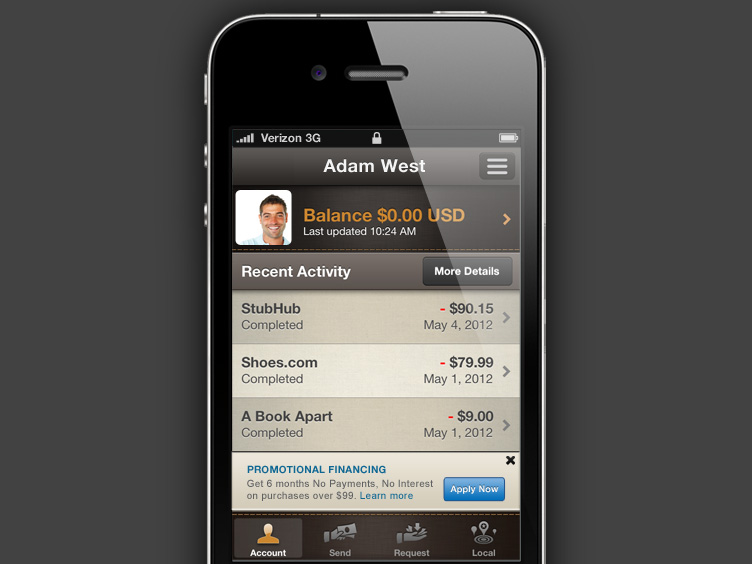 Verizon 3G
Adam West
Balance $0.00 USD
Last updated 10:24 AM
Recent Activity
More Details
StubHub
- $90.15
Completed
May 4, 2012
Shoes.com
- $79.99
Completed
May 1, 2012
A Book Apart
- $9.00
Completed
May 1, 2012
PROMOTIONAL FINANCING
Get 6 months No Payments, No Interest
on purchases over $99. Learn more
Apply Now
Account
Send
Request
Local